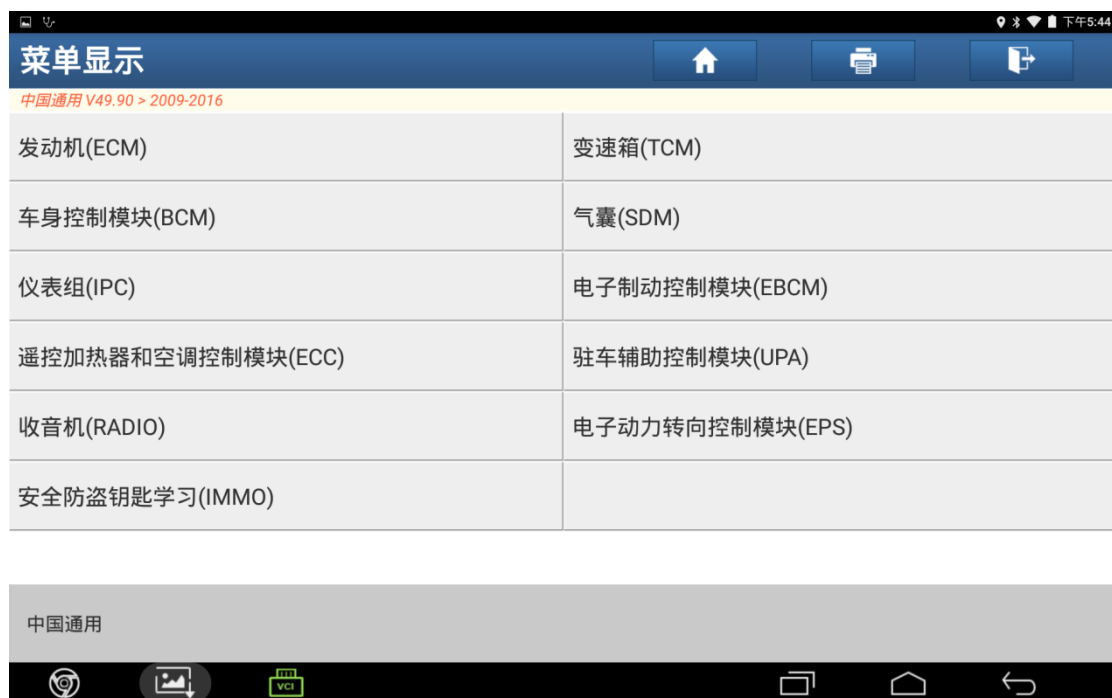 下午5:44
菜单显示
中国通用 V49.90 > 2009-2016
发动机(ECM)
变速箱(TCM)
车身控制模块(BCM)
气囊(SDM)
仪表组(IPC)
电子制动控制模块(EBCM)
遥控加热器和空调控制模块(ECC)
驻车辅助控制模块(UPA)
收音机(RADIO)
电子动力转向控制模块(EPS)
安全防盗钥匙学习(IMMO)
中国通用
VCI